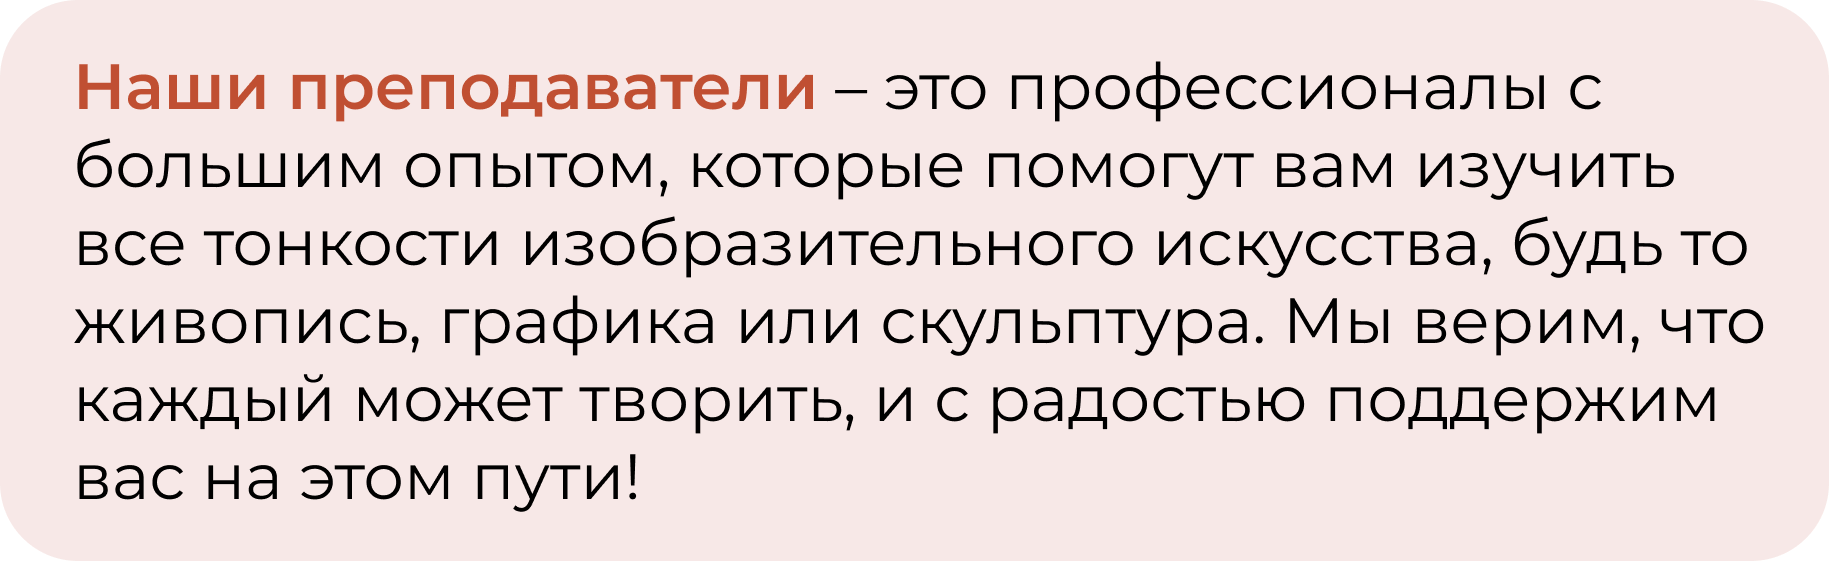 Наши преподаватели – это профессионалы с
большим опытом, которые помогут вам изучить
все тонкости изобразительного искусства, будь то
живопись, графика или скульптура. Мы верим, что
каждый может творить, и с радостью поддержим
вас на этом пути!